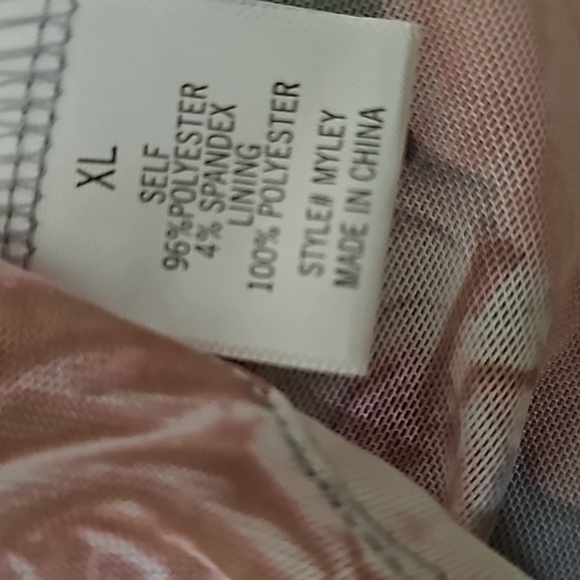 XL
SELF
96%POLYESTER
4% SPANDEX
LINING
100% POLYESTER
STYLE# MYLEY
MADE IN CHINA